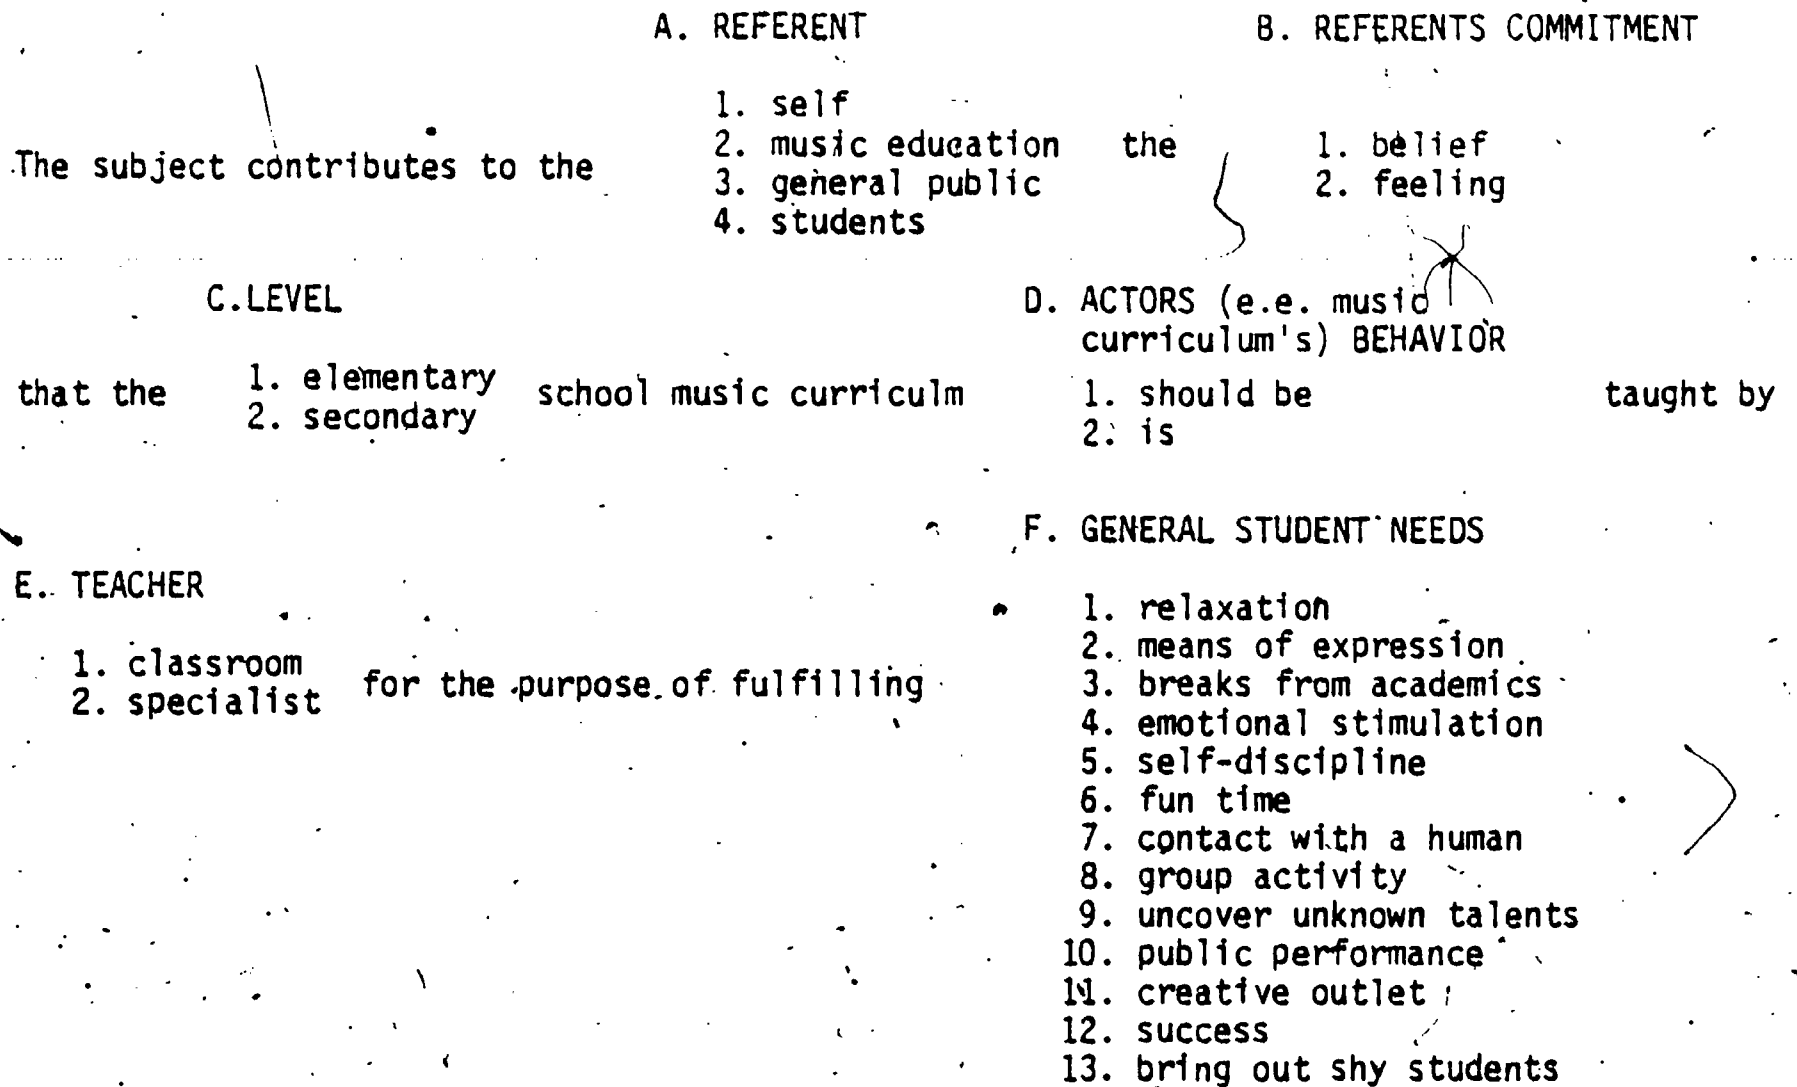 A. REFERENT
B. REFERENTS COMMITMENT
The subject contributes to the
1. self
2. music education
3. general public
4. students
the
1. belief
2. feeling
C.LEVEL
D. ACTORS (e.e. music
curriculum's) BEHAVIOR
that the
1. elementary
2. secondary
school music curriculm
1. should be
2. is
taught by
E. TEACHER
1. classroom
2. specialist
for the purpose of fulfilling
F. GENERAL STUDENT NEEDS
1. relaxation
2. means of expression
3. breaks from academics
4. emotional stimulation
5. self-discipline
6. fun time
7. contact with a human
8. group activity
9. uncover unknown talents
10. public performance
11. creative outlet
12. success
13. bring out shy students